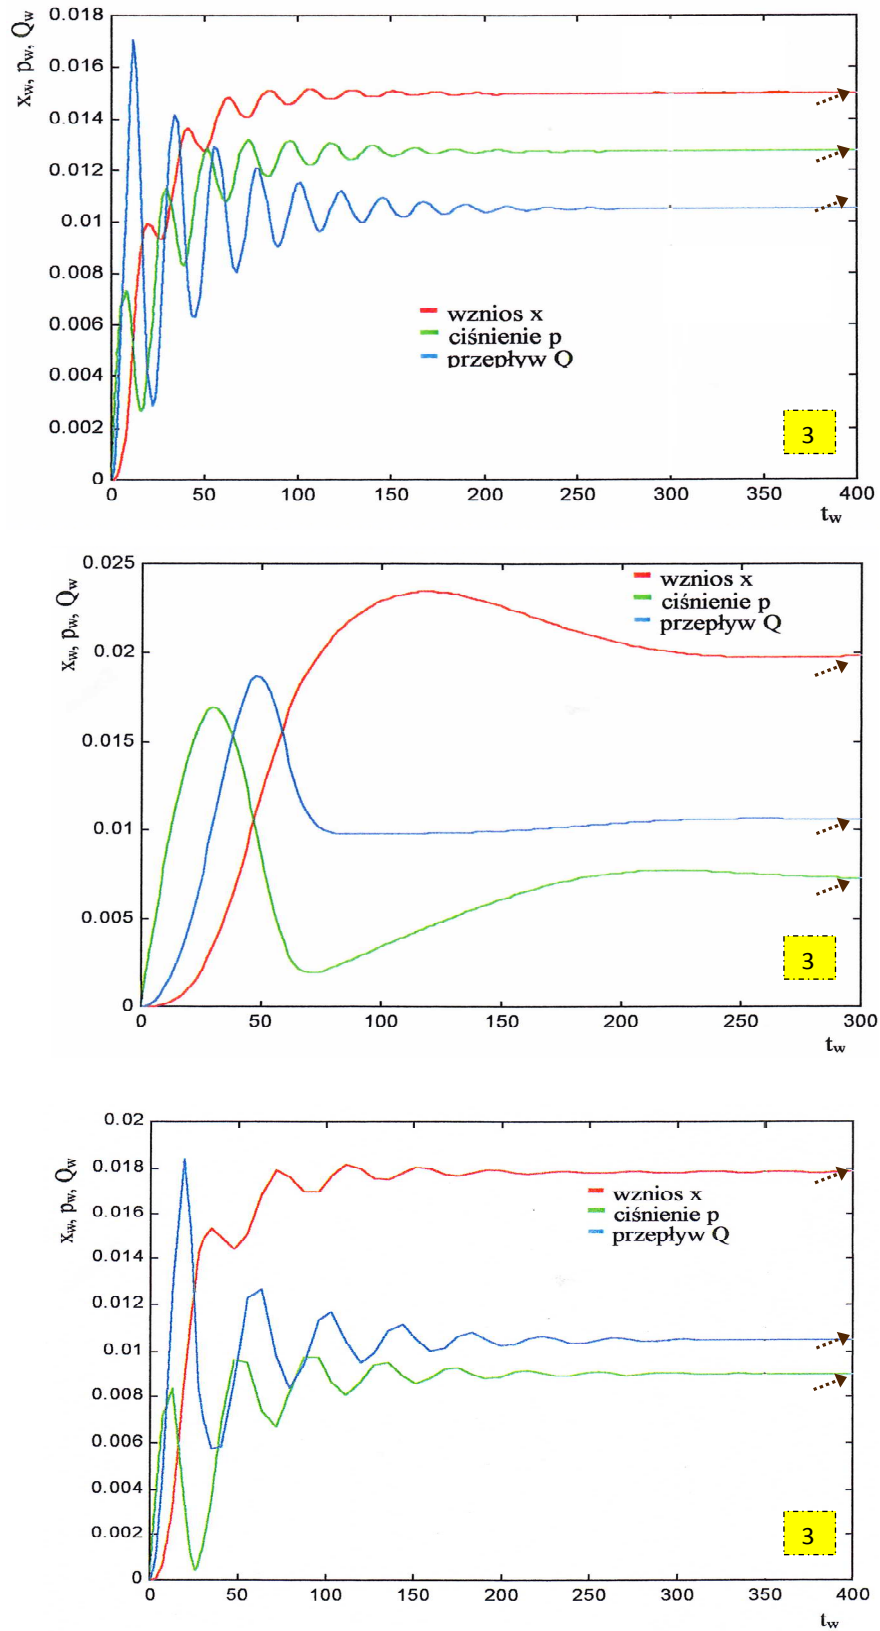 xw, pw, Qw
0.018
0.016
0.014
0.012
0.01
0.008
0.006
0.004
0.002
0
wznios x
ciśnienie p
przepływ Q
3
0 50 100 150 200 250 300 350 400
tw
xw, pw, Qw
0.025
0.02
0.015
0.01
0.005
0
wznios x
ciśnienie p
przepływ Q
3
0 50 100 150 200 250 300
tw
xw, pw, Qw
0.02
0.018
0.016
0.014
0.012
0.01
0.008
0.006
0.004
0.002
0
wznios x
ciśnienie p
przepływ Q
3
0 50 100 150 200 250 300 350 400
tw